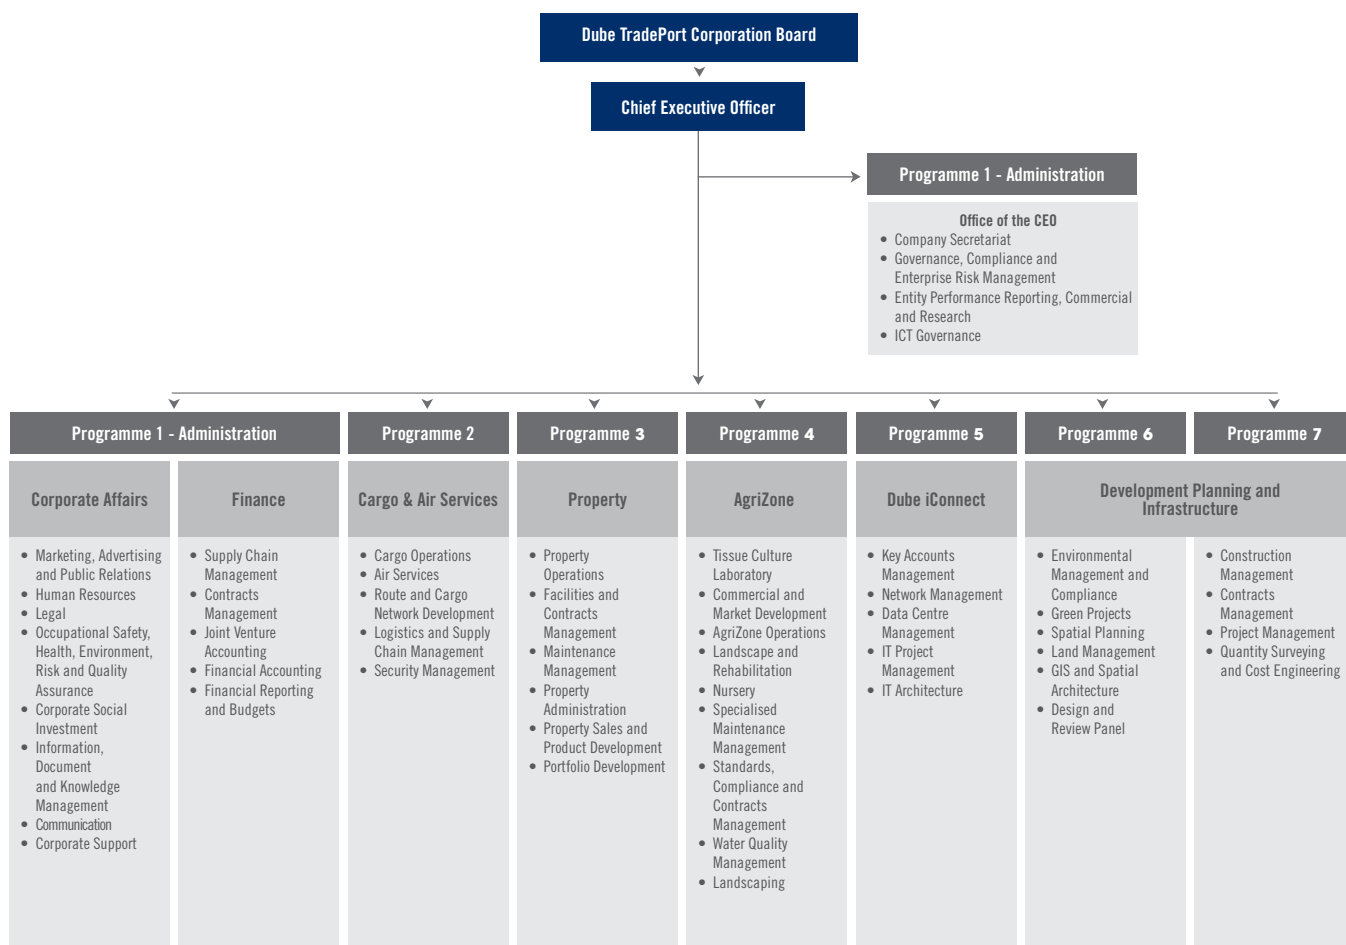 Dube TradePort Corporation Board
Chief Executive Officer
Programme 1 - Administration
Office of the CEO
• Company Secretariat
• Governance, Compliance and
Enterprise Risk Management
• Entity Performance Reporting, Commercial
and Research
• ICT Governance
Programme 1 - Administration
Corporate Affairs
• Marketing, Advertising
and Public Relations
• Human Resources
• Legal
• Occupational Safety,
Health, Environment,
Risk and Quality
Assurance
• Corporate Social
Investment
• Information,
Document
and Knowledge
Management
• Communication
• Corporate Support
Finance
• Supply Chain
Management
• Contracts
Management
• Joint Venture
Accounting
• Financial Accounting
• Financial Reporting
and Budgets
Programme 2
Cargo & Air Services
• Cargo Operations
• Air Services
• Route and Cargo
Network Development
• Logistics and Supply
Chain Management
• Security Management
Programme 3
Property
• Property
Operations
• Facilities and
Contracts
Management
• Maintenance
Management
• Property
Administration
• Property Sales and
Product Development
• Portfolio Development
Programme 4
AgriZone
• Tissue Culture
Laboratory
• Commercial and
Market Development
• AgriZone Operations
• Landscape and
Rehabilitation
• Nursery
• Specialised
Maintenance
Management
• Standards,
Compliance and
Contracts
Management
• Water Quality
Management
• Landscaping
Programme 5
Dube iConnect
• Key Accounts
Management
• Network Management
• Data Centre
Management
• IT Project
Management
• IT Architecture
Programme 6
Programme 7
Development Planning and
Infrastructure
• Environmental
Management and
Compliance
• Green Projects
• Spatial Planning
• Land Management
• GIS and Spatial
Architecture
• Design and
Review Panel
• Construction
Management
• Contracts
Management
• Project Management
• Quantity Surveying
and Cost Engineering